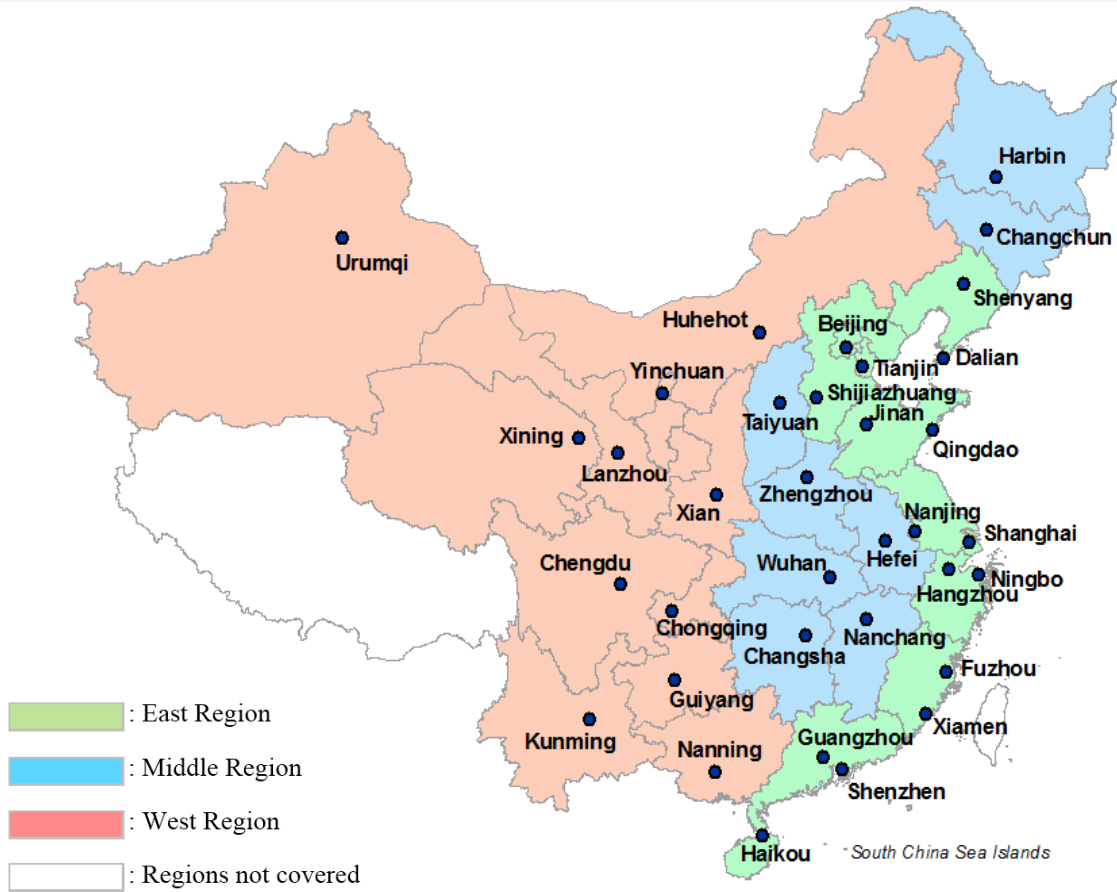 Harbin
Changchun
Urumqi
Shenyang
Huhehot
Beijing
Dalian
Tianjin
Yinchuan
Shijiazhuang
Jinan
Taiyuan
Xining
Qingdao
Lanzhou
Zhengzhou
Xian
Nanjing
Shanghai
Hefei
Chengdu
Wuhan
Ningbo
Hangzhou
Chongqing
Nanchang
Changsha
Fuzhou
Guiyang
: East Region
Xiamen
Kunming
Guangzhou
Nanning
: Middle Region
Shenzhen
: West Region
Haikou
South China Sea Islands
: Regions not covered